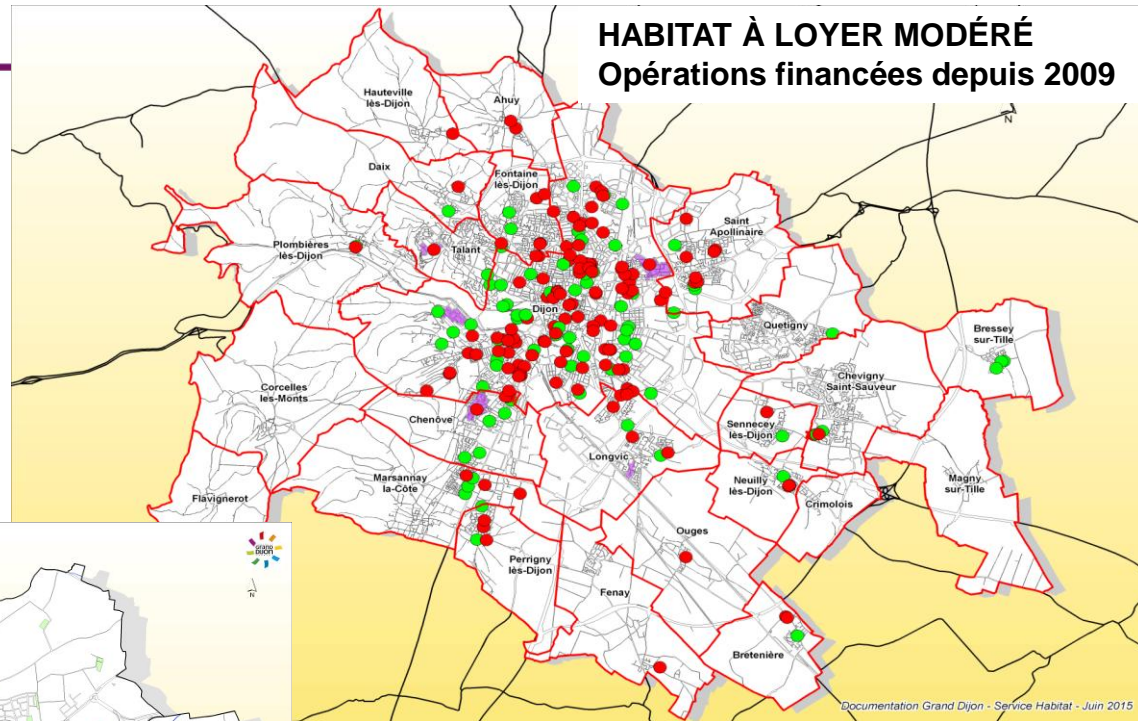 HABITAT À LOYER MODÉRÉ
Opérations financées depuis 2009
N
Hauteville
lès-Dijon
Ahuy
Daix
Fontaine
lès-Dijon
Saint
Apollinaire
Plombières
lès-Dijon
Talant
Dijon
Quetigny
Bressey
sur-Tille
Chevigny
Saint-Sauveur
Corcelles
les-Monts
Chenôve
Sennecey
lès-Dijon
Longvic
Marsannay
la-Côte
Neuilly
lès-Dijon
Magny
sur-Tille
Flavignerot
Crimolois
Ouges
Perrigny
lès-Dijon
Fenay
Bretenière
GRAND
DIJON
N
Documentation Grand Dijon - Service Habitat - Juin 2015